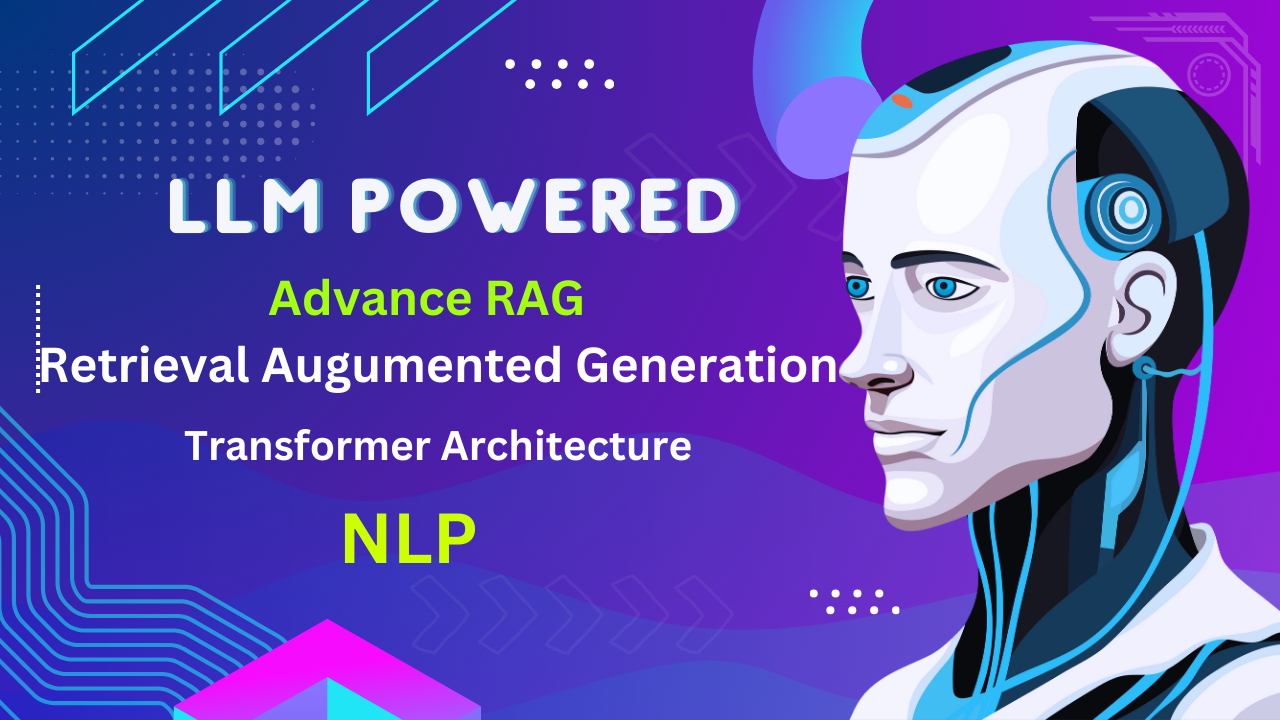 LLM POWERED
Advance RAG
Retrieval Augumented Generation
Transformer Architecture
NLP